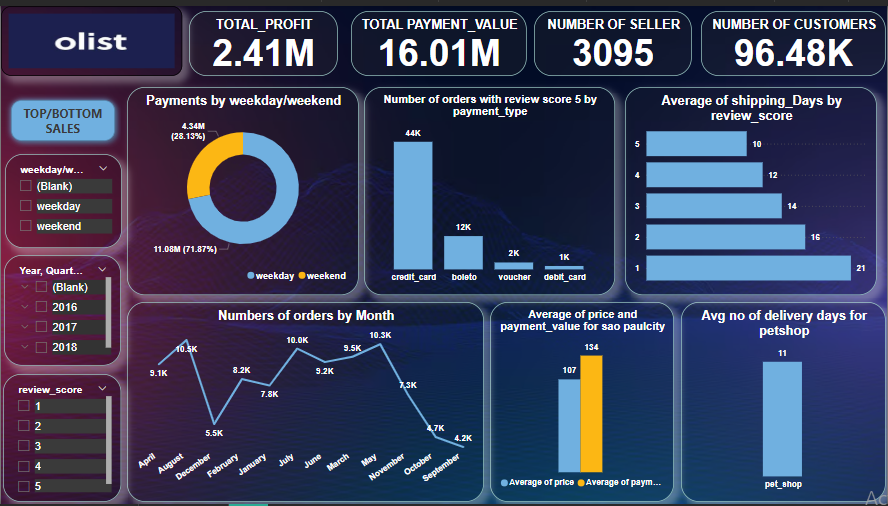 olist
TOTAL_PROFIT
2.41M
TOTAL PAYMENT_VALUE
16.01M
NUMBER OF SELLER
3095
NUMBER OF CUSTOMERS
96.48K
TOP/BOTTOM
SALES
weekday/w...
(Blank)
weekday
weekend
Year, Quart...
(Blank)
2016
2017
2018
review_score
1
2
3
4
5
Payments by weekday/weekend
4.34M
(28.13%)
11.08M (71.87%)
weekday weekend
Number of orders with review score 5 by
payment_type
44K
12K
2K
1K
credit_card boleto voucher debit_card
Average of shipping_Days by
review_score
5 10
4 12
3 14
2 16
1 21
Numbers of orders by Month
9.1K
10.5K
5.5K
8.2K
7.8K
10.0K
9.2K
9.5K
10.3K
7.3K
4.7K
4.2K
April August December February January July June March May November October September
Average of price and
payment_value for sao paulcity
107
134
Average of price Average of paym...
Avg no of delivery days for
petshop
11
pet_shop
Ac